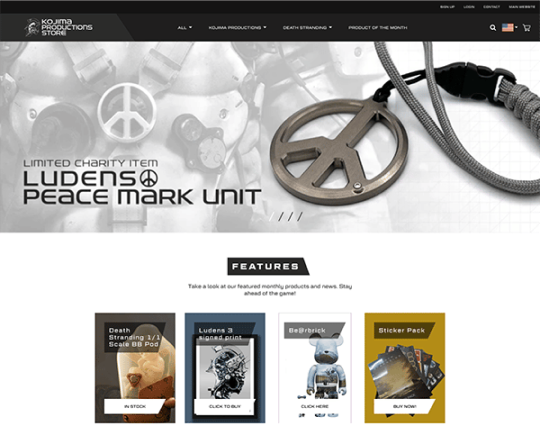 SIGN UP LOGIN CONTACT MAIN WEBSITE
KOJIMA
PRODUCTIONS
STORE
ALL KOJIMA PRODUCTIONS DEATH STRANDING PRODUCT OF THE MONTH
LIMITED CHARITY ITEM
LUDENS
PEACE MARK UNIT
FEATURES
Take a look at our featured monthly products and news. Stay
ahead of the game!
Death
Stranding 1/1
Scale BB Pod
IN STOCK
Ludens 3
signed print
CLICK TO BUY
Be@rbrick
CLICK HERE
Sticker Pack
BUY NOW!